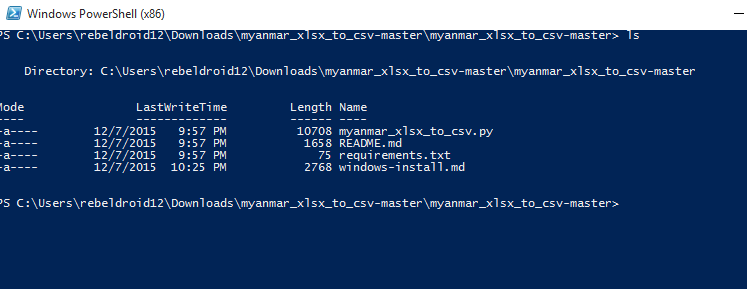 Windows PowerShell (x86)
PS C:\Users\rebeldroid12\Downloads\myanmar_xlsx_to_csv-master\myanmar_xlsx_to_csv-master> ls
Directory: C:\Users\rebeldroid12\Downloads\myanmar_xlsx_to_csv-master\myanmar_xlsx_to_csv-master
Mode LastWriteTime Length Name
---- ------------- ------ ----
-a---- 12/7/2015 9:57 PM 10708 myanmar_xlsx_to_csv.py
-a---- 12/7/2015 9:57 PM 1658 README.md
-a---- 12/7/2015 9:57 PM 75 requirements.txt
-a---- 12/7/2015 10:25 PM 2768 windows-install.md
PS C:\Users\rebeldroid12\Downloads\myanmar_xlsx_to_csv-master\myanmar_xlsx_to_csv-master>